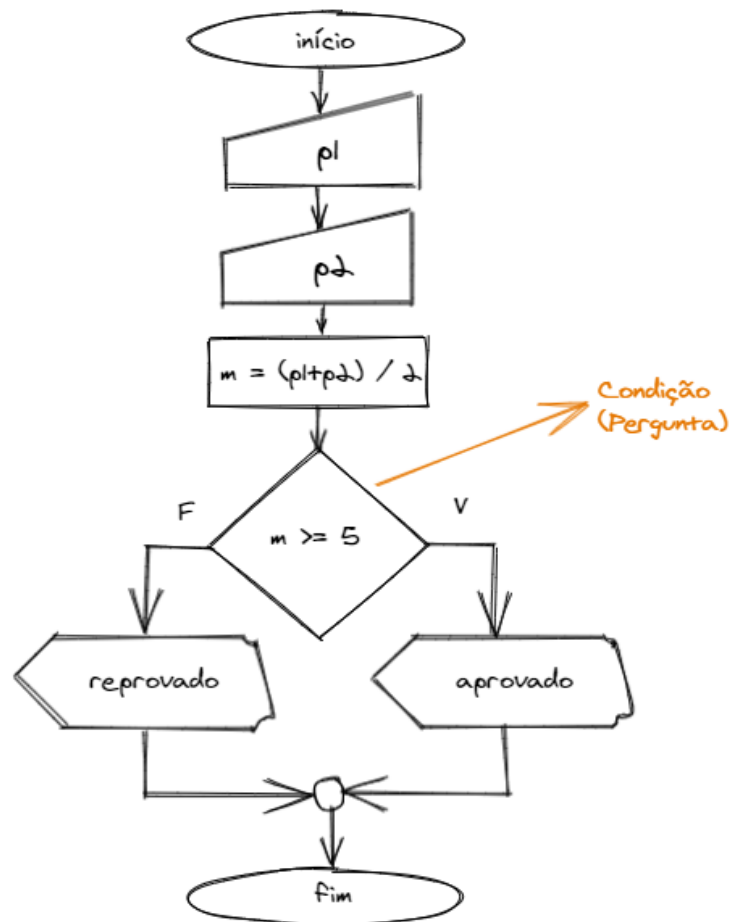 início
p1
p2
m = (p1+p2) / 2
Condição
(Pergunta)
F
V
m >= 5
reprovado
aprovado
fim